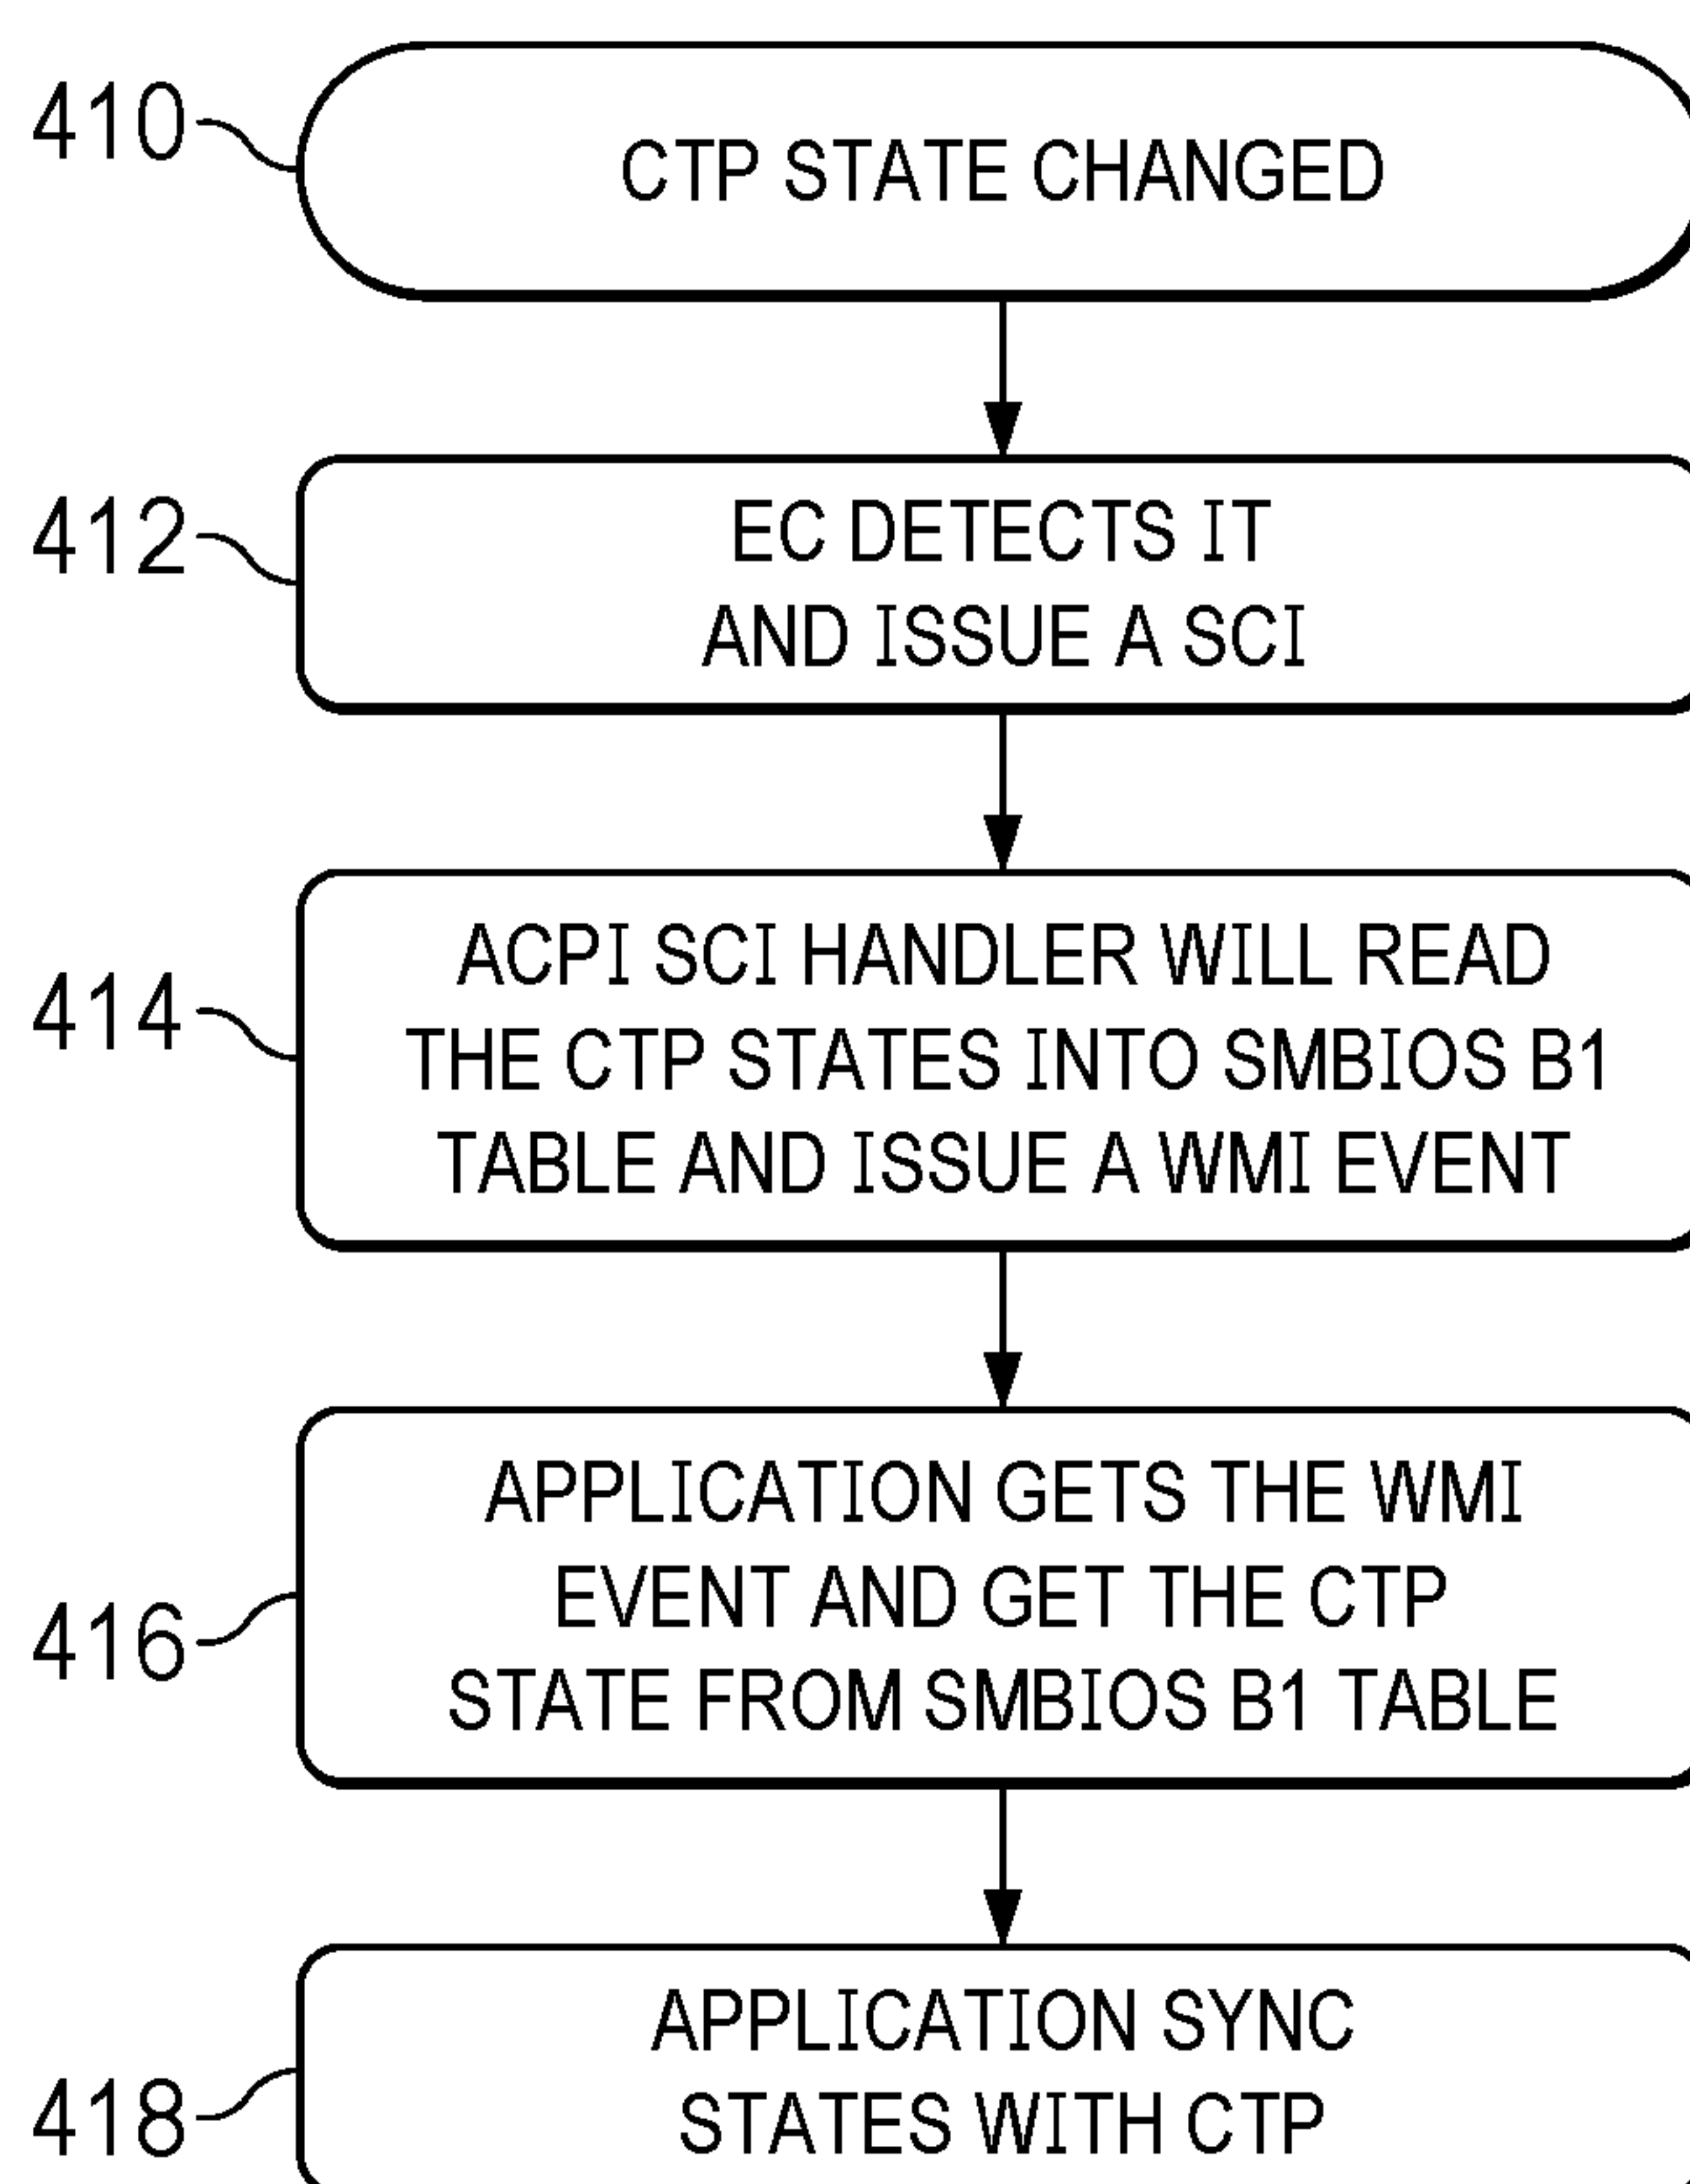 410
CTP STATE CHANGED
412
EC DETECTS IT
AND ISSUE A SCI
414
ACPI SCI HANDLER WILL READ
THE CTP STATES INTO SMBIOS B1
TABLE AND ISSUE A WMI EVENT
416
APPLICATION GETS THE WMI
EVENT AND GET THE CTP
STATE FROM SMBIOS B1 TABLE
418
APPLICATION SYNC
STATES WITH CTP